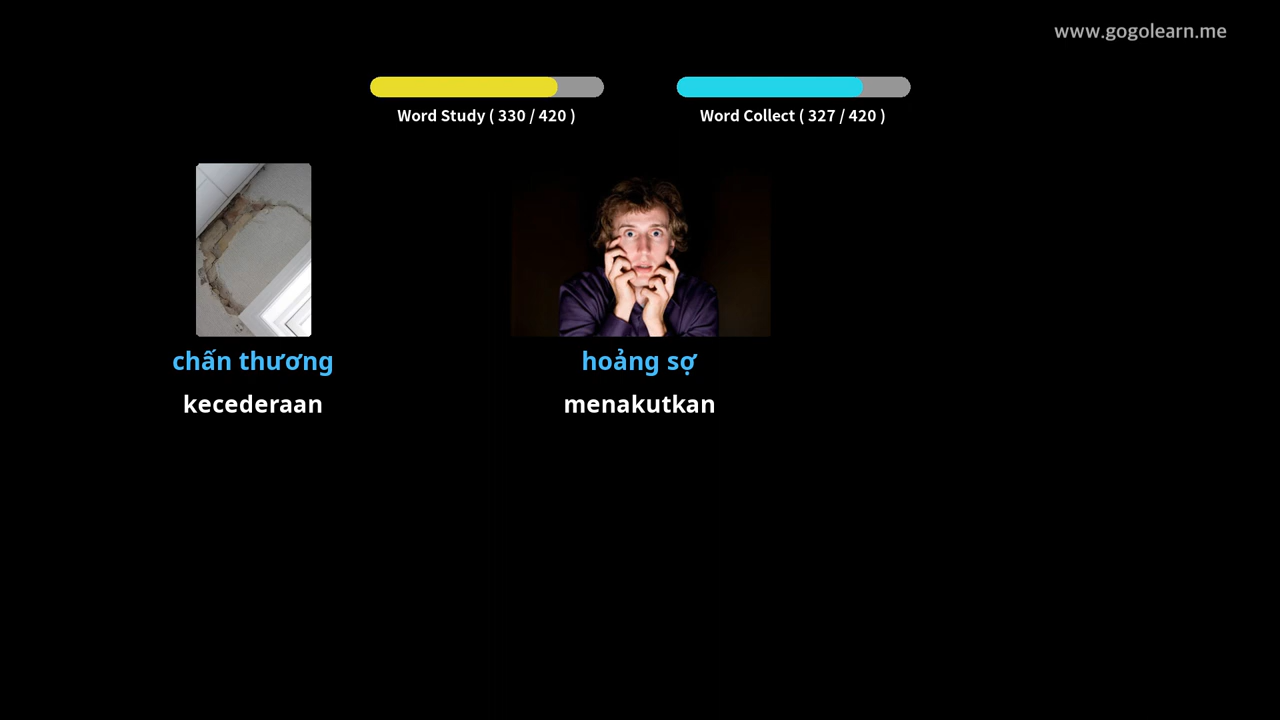 www.gogolearn.me
Word Study ( 330 / 420 )
Word Collect ( 327 / 420 )
chấn thương
hoảng sợ
kecederaan
menakutkan